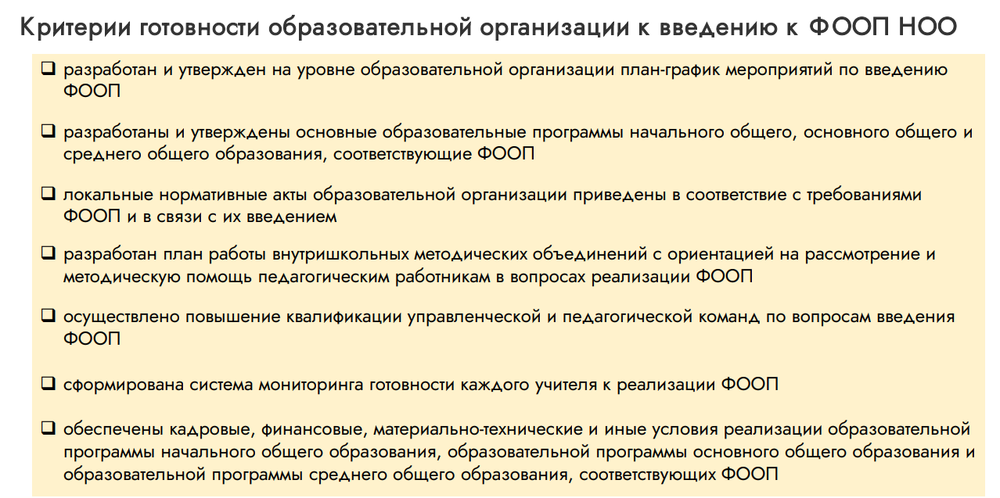 Критерии готовности образовательной организации к введению к ФООП НОО
❑ разработан и утвержден на уровне образовательной организации план-график мероприятий по введению
ФООП
❑ разработаны и утверждены основные образовательные программы начального общего, основного общего и
среднего общего образования, соответствующие ФООП
❑ локальные нормативные акты образовательной организации приведены в соответствие с требованиями
ФООП и в связи с их введением
❑ разработан план работы внутришкольных методических объединений с ориентацией на рассмотрение и
методическую помощь педагогическим работникам в вопросах реализации ФООП
❑ осуществлено повышение квалификации управленческой и педагогической команд по вопросам введения
ФООП
❑ сформирована система мониторинга готовности каждого учителя к реализации ФООП
❑ обеспечены кадровые, финансовые, материально-технические и иные условия реализации образовательной
программы начального общего образования, образовательной программы основного общего образования и
образовательной программы среднего общего образования, соответствующих ФООП